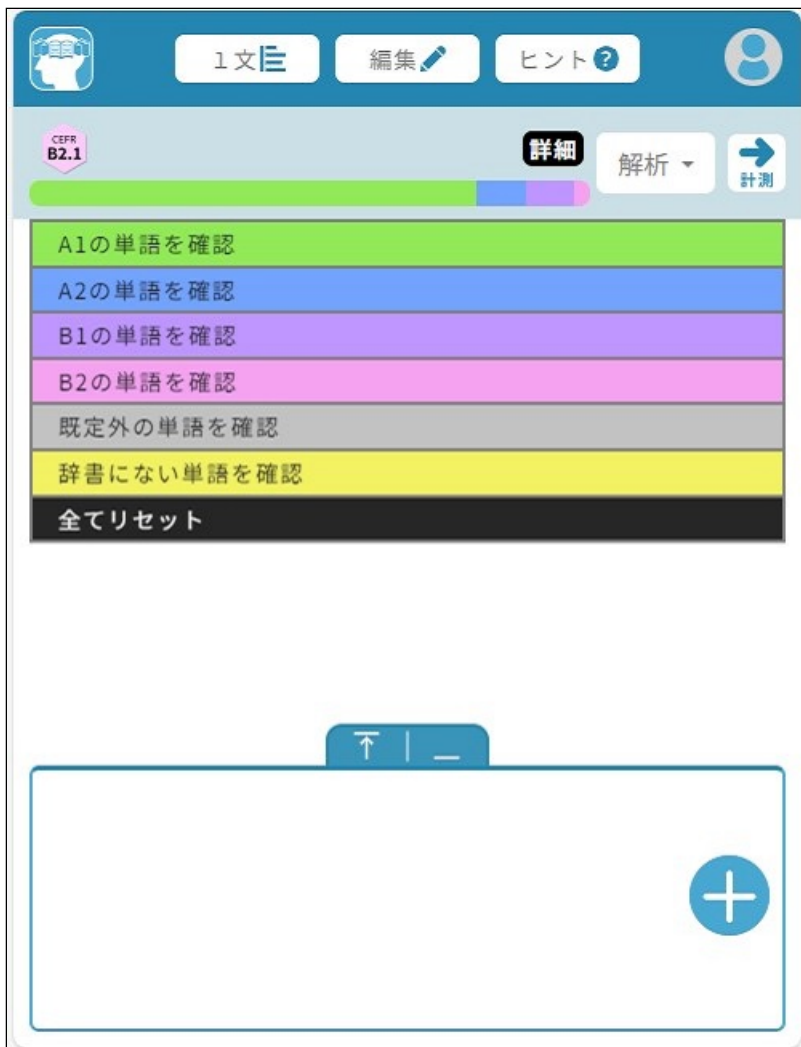 1文
編集
ヒント
CEFR
B2.1
詳細
解析
計測
A1の単語を確認
A2の単語を確認
B1の単語を確認
B2の単語を確認
既定外の単語を確認
辞書にない単語を確認
全てリセット